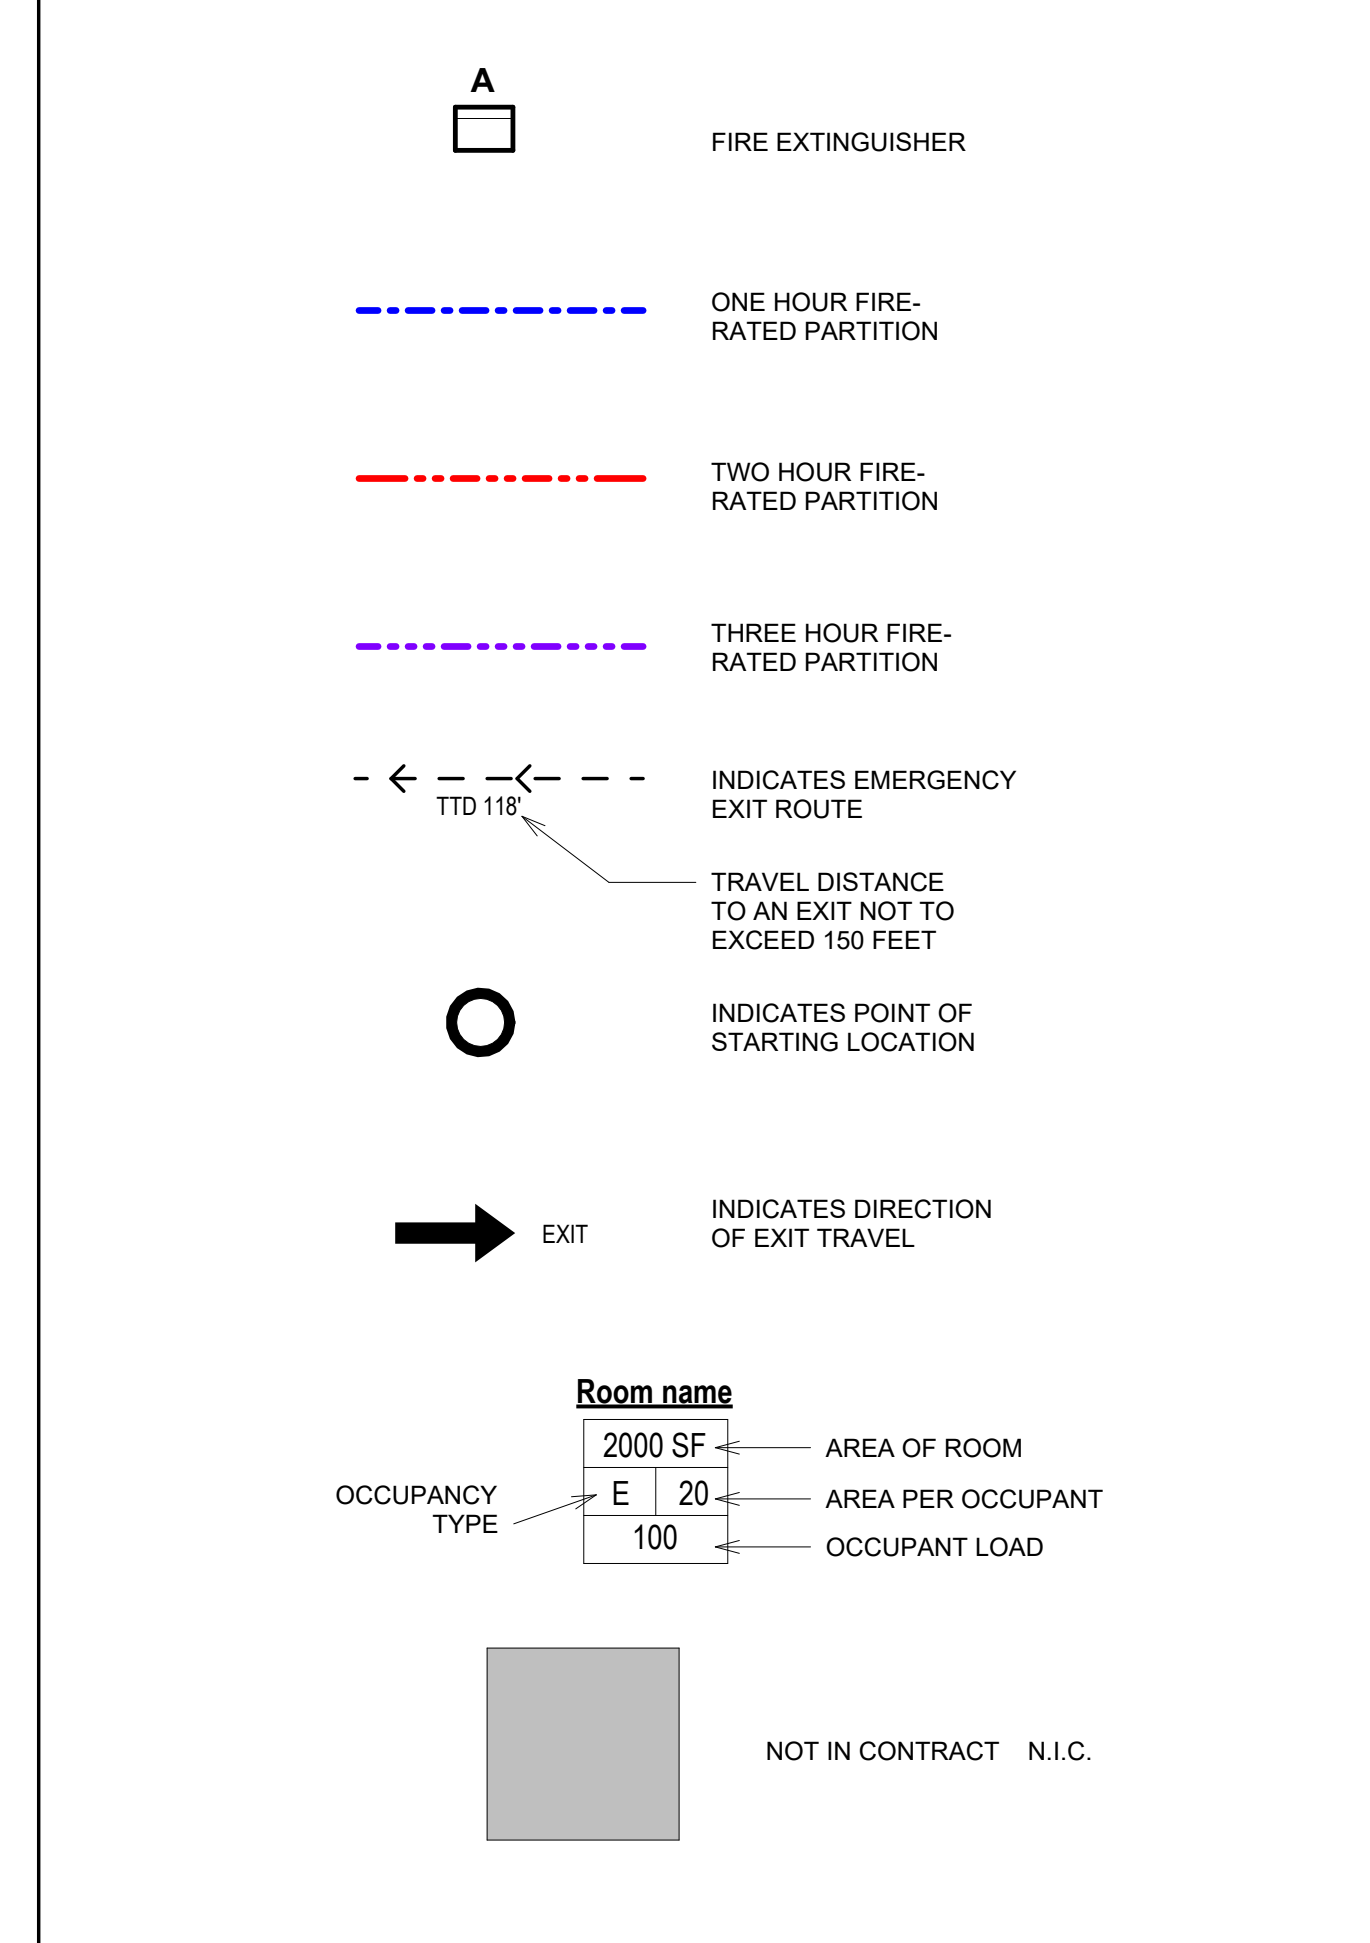 A
FIRE EXTINGUISHER
ONE HOUR FIRE-
RATED PARTITION
TWO HOUR FIRE-
RATED PARTITION
THREE HOUR FIRE-
RATED PARTITION
INDICATES EMERGENCY
EXIT ROUTE
TTD 118'
TRAVEL DISTANCE
TO AN EXIT NOT TO
EXCEED 150 FEET
INDICATES POINT OF
STARTING LOCATION
EXIT
INDICATES DIRECTION
OF EXIT TRAVEL
Room name
2000 SF
AREA OF ROOM
OCCUPANCY
TYPE
E
20
AREA PER OCCUPANT
100
OCCUPANT LOAD
NOT IN CONTRACT N.I.C.